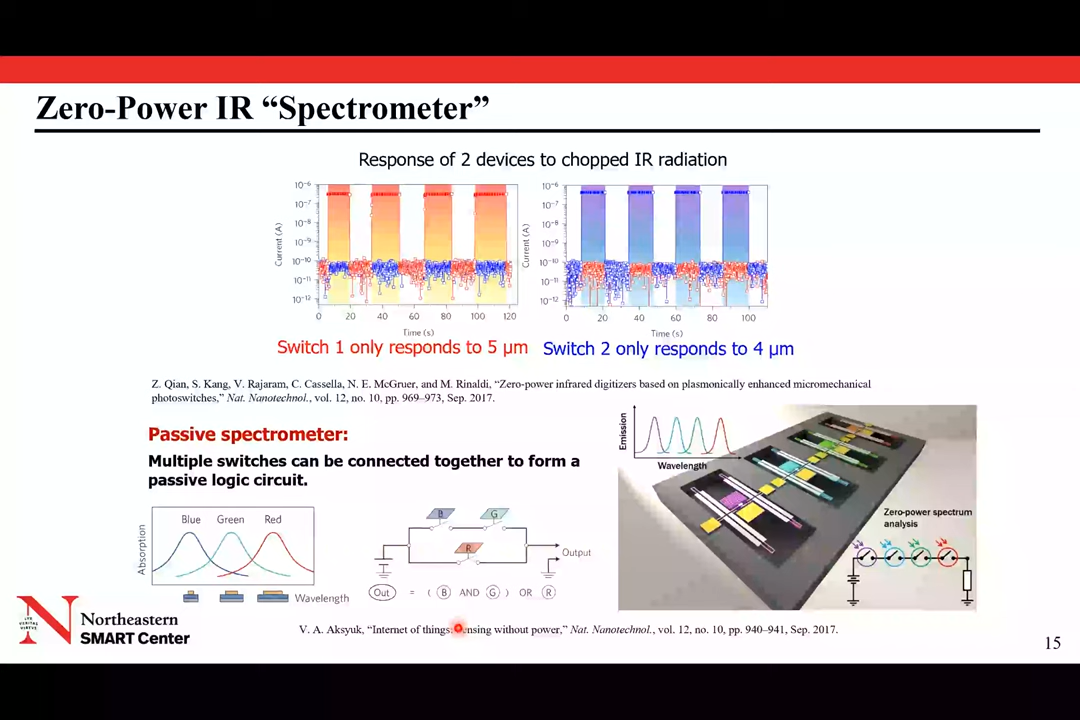 Zero-Power IR “Spectrometer”
Response of 2 devices to chopped IR radiation
10⁻⁶
10⁻⁷
10⁻⁸
10⁻⁹
10⁻¹⁰
10⁻¹¹
10⁻¹²
Current (A)
0 20 40 60 80 100 120
Time (s)
10⁻⁶
10⁻⁷
10⁻⁸
10⁻⁹
10⁻¹⁰
10⁻¹¹
10⁻¹²
Current (A)
0 20 40 60 80 100
Time (s)
Switch 1 only responds to 5 µm
Switch 2 only responds to 4 µm
Z. Qian, S. Kang, V. Rajaram, C. Cassella, N. E. McGruer, and M. Rinaldi, “Zero-power infrared digitizers based on plasmonically enhanced micromechanical
photoswitches,” Nat. Nanotechnol., vol. 12, no. 10, pp. 969–973, Sep. 2017.
Passive spectrometer:
Multiple switches can be connected together to form a
passive logic circuit.
Absorption
Blue Green Red
Wavelength
B G
R
Output
Out = ( B AND G ) OR R
Emission
Wavelength
Zero-power spectrum
analysis
N
Northeastern
SMART Center
V. A. Aksyuk, “Internet of things: ensing without power,” Nat. Nanotechnol., vol. 12, no. 10, pp. 940–941, Sep. 2017.
15